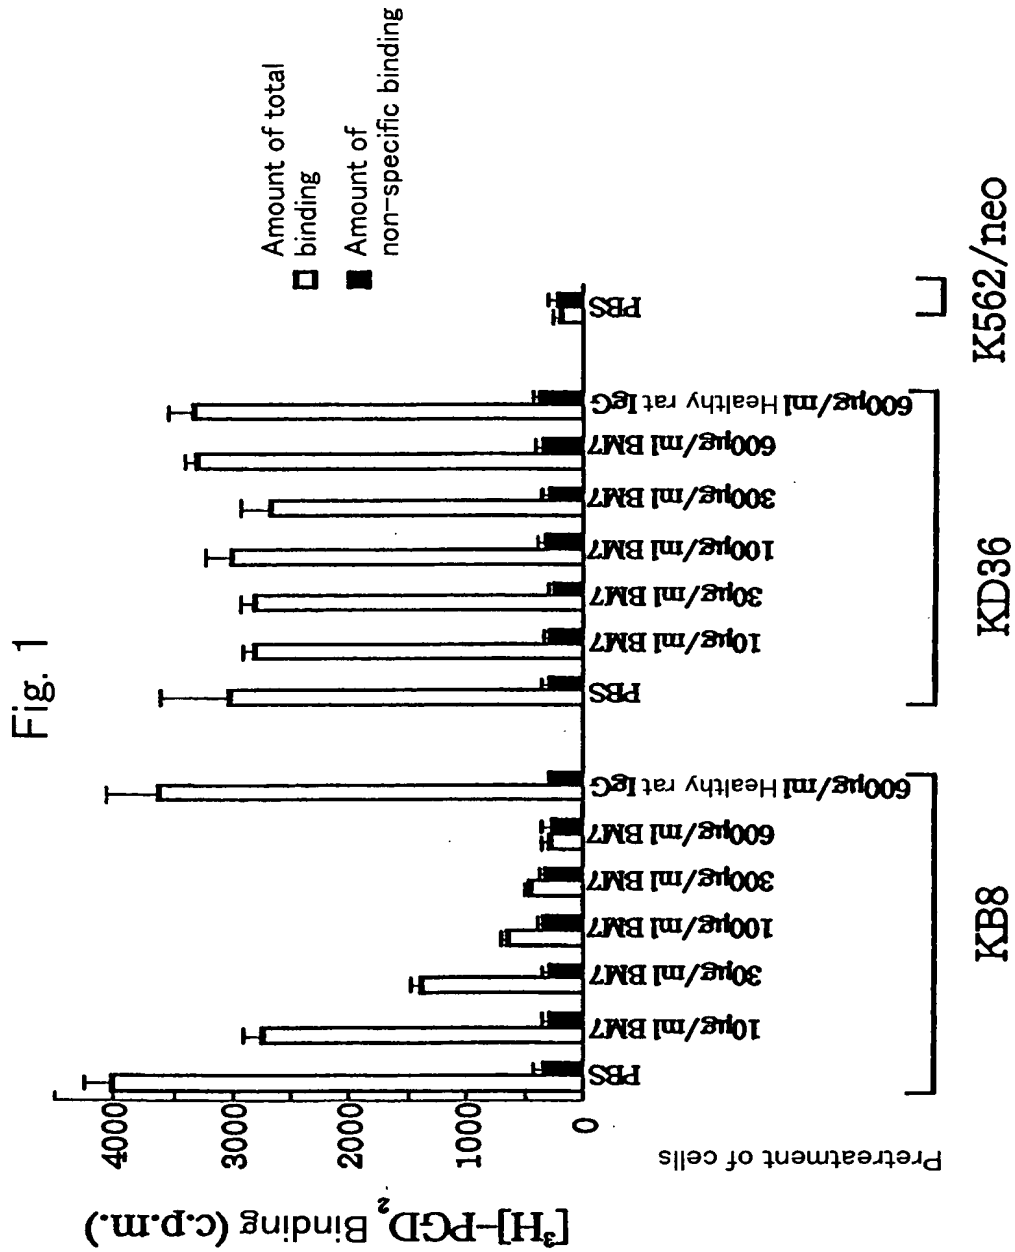 Fig. 1
[³H]-PGD₂ Binding (c.p.m.)
4000
3000
2000
1000
0
Amount of total
binding
Amount of
non-specific binding
Pretreatment of cells
PBS
10µg/ml BM7
30µg/ml BM7
100µg/ml BM7
300µg/ml BM7
600µg/ml BM7
600µg/ml Healthy rat IgG
PBS
10µg/ml BM7
30µg/ml BM7
100µg/ml BM7
300µg/ml BM7
600µg/ml BM7
600µg/ml Healthy rat IgG
PBS
KB8
KD36
K562/neo